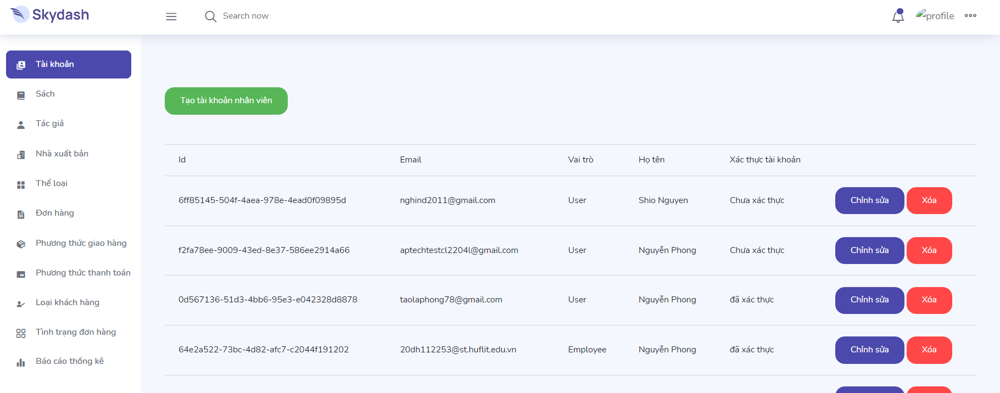 Skydash
Search now
profile
Tài khoản
Sách
Tác giả
Nhà xuất bản
Thể loại
Đơn hàng
Phương thức giao hàng
Phương thức thanh toán
Loại khách hàng
Tình trạng đơn hàng
Báo cáo thống kê
Tạo tài khoản nhân viên
Id Email Vai trò Họ tên Xác thực tài khoản
6ff85145-504f-4aea-978e-4ead0f09895d nghind2011@gmail.com User Shio Nguyen Chưa xác thực Chỉnh sửa Xóa
f2fa78ee-9009-43ed-8e37-586ee2914a66 aptechtestcl2204l@gmail.com User Nguyễn Phong Chưa xác thực Chỉnh sửa Xóa
0d567136-51d3-4bb6-95e3-e042328d8878 taolaphong78@gmail.com User Nguyễn Phong đã xác thực Chỉnh sửa Xóa
64e2a522-73bc-4d82-afc7-c2044f191202 20dh112253@st.huflit.edu.vn Employee Nguyễn Phong đã xác thực Chỉnh sửa Xóa